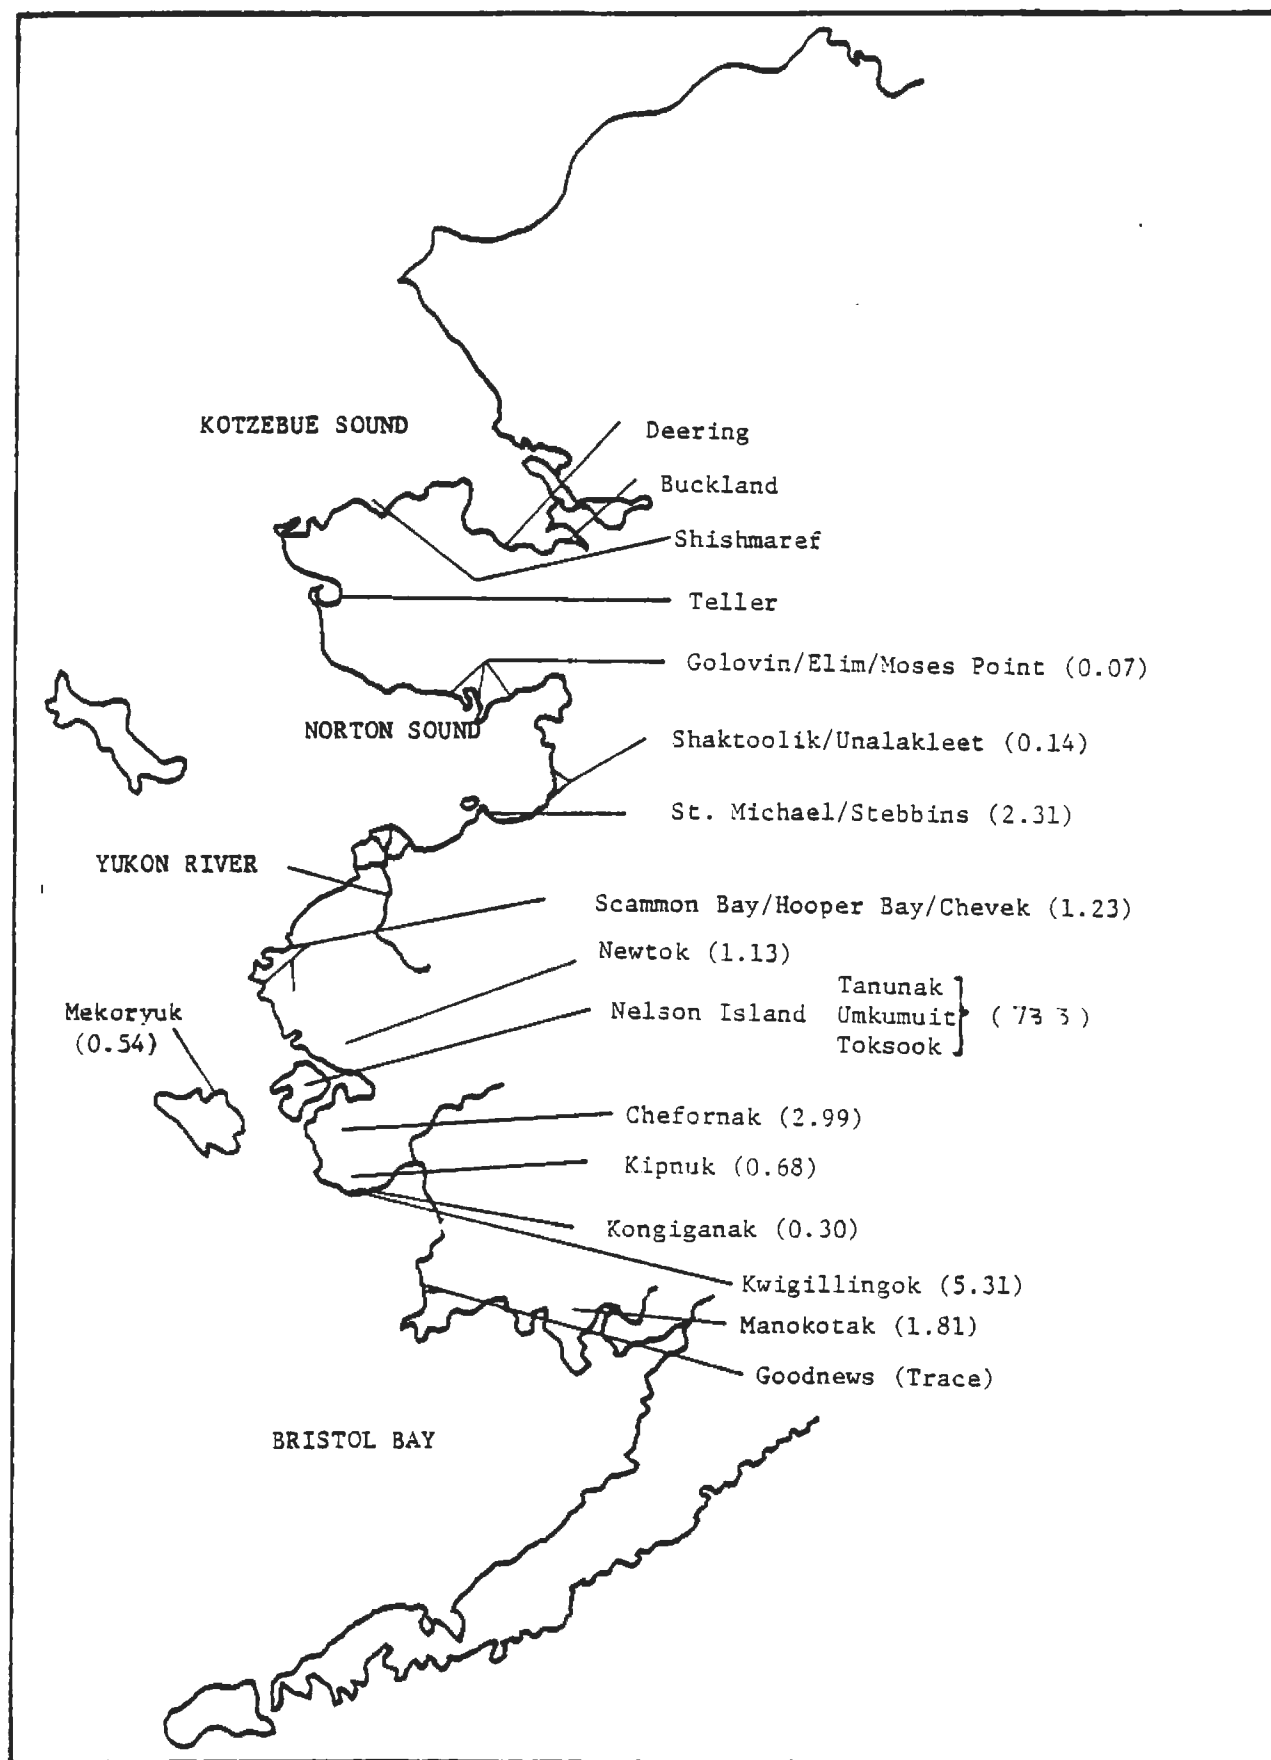 KOTZEBUE SOUND
Deering
Buckland
Shishmaref
Teller
Golovin/Elim/Moses Point (0.07)
NORTON SOUND
Shaktoolik/Unalakleet (0.14)
St. Michael/Stebbins (2.31)
YUKON RIVER
Scammon Bay/Hooper Bay/Chevek (1.23)
Newtok (1.13)
Mekoryuk
(0.54)
Nelson Island
Tanunak
Umkumuit
Toksook
Chefornak (2.99)
Kipnuk (0.68)
Kongiganak (0.30)
Kwigillingok (5.31)
Manokotak (1.81)
Goodnews (Trace)
BRISTOL BAY